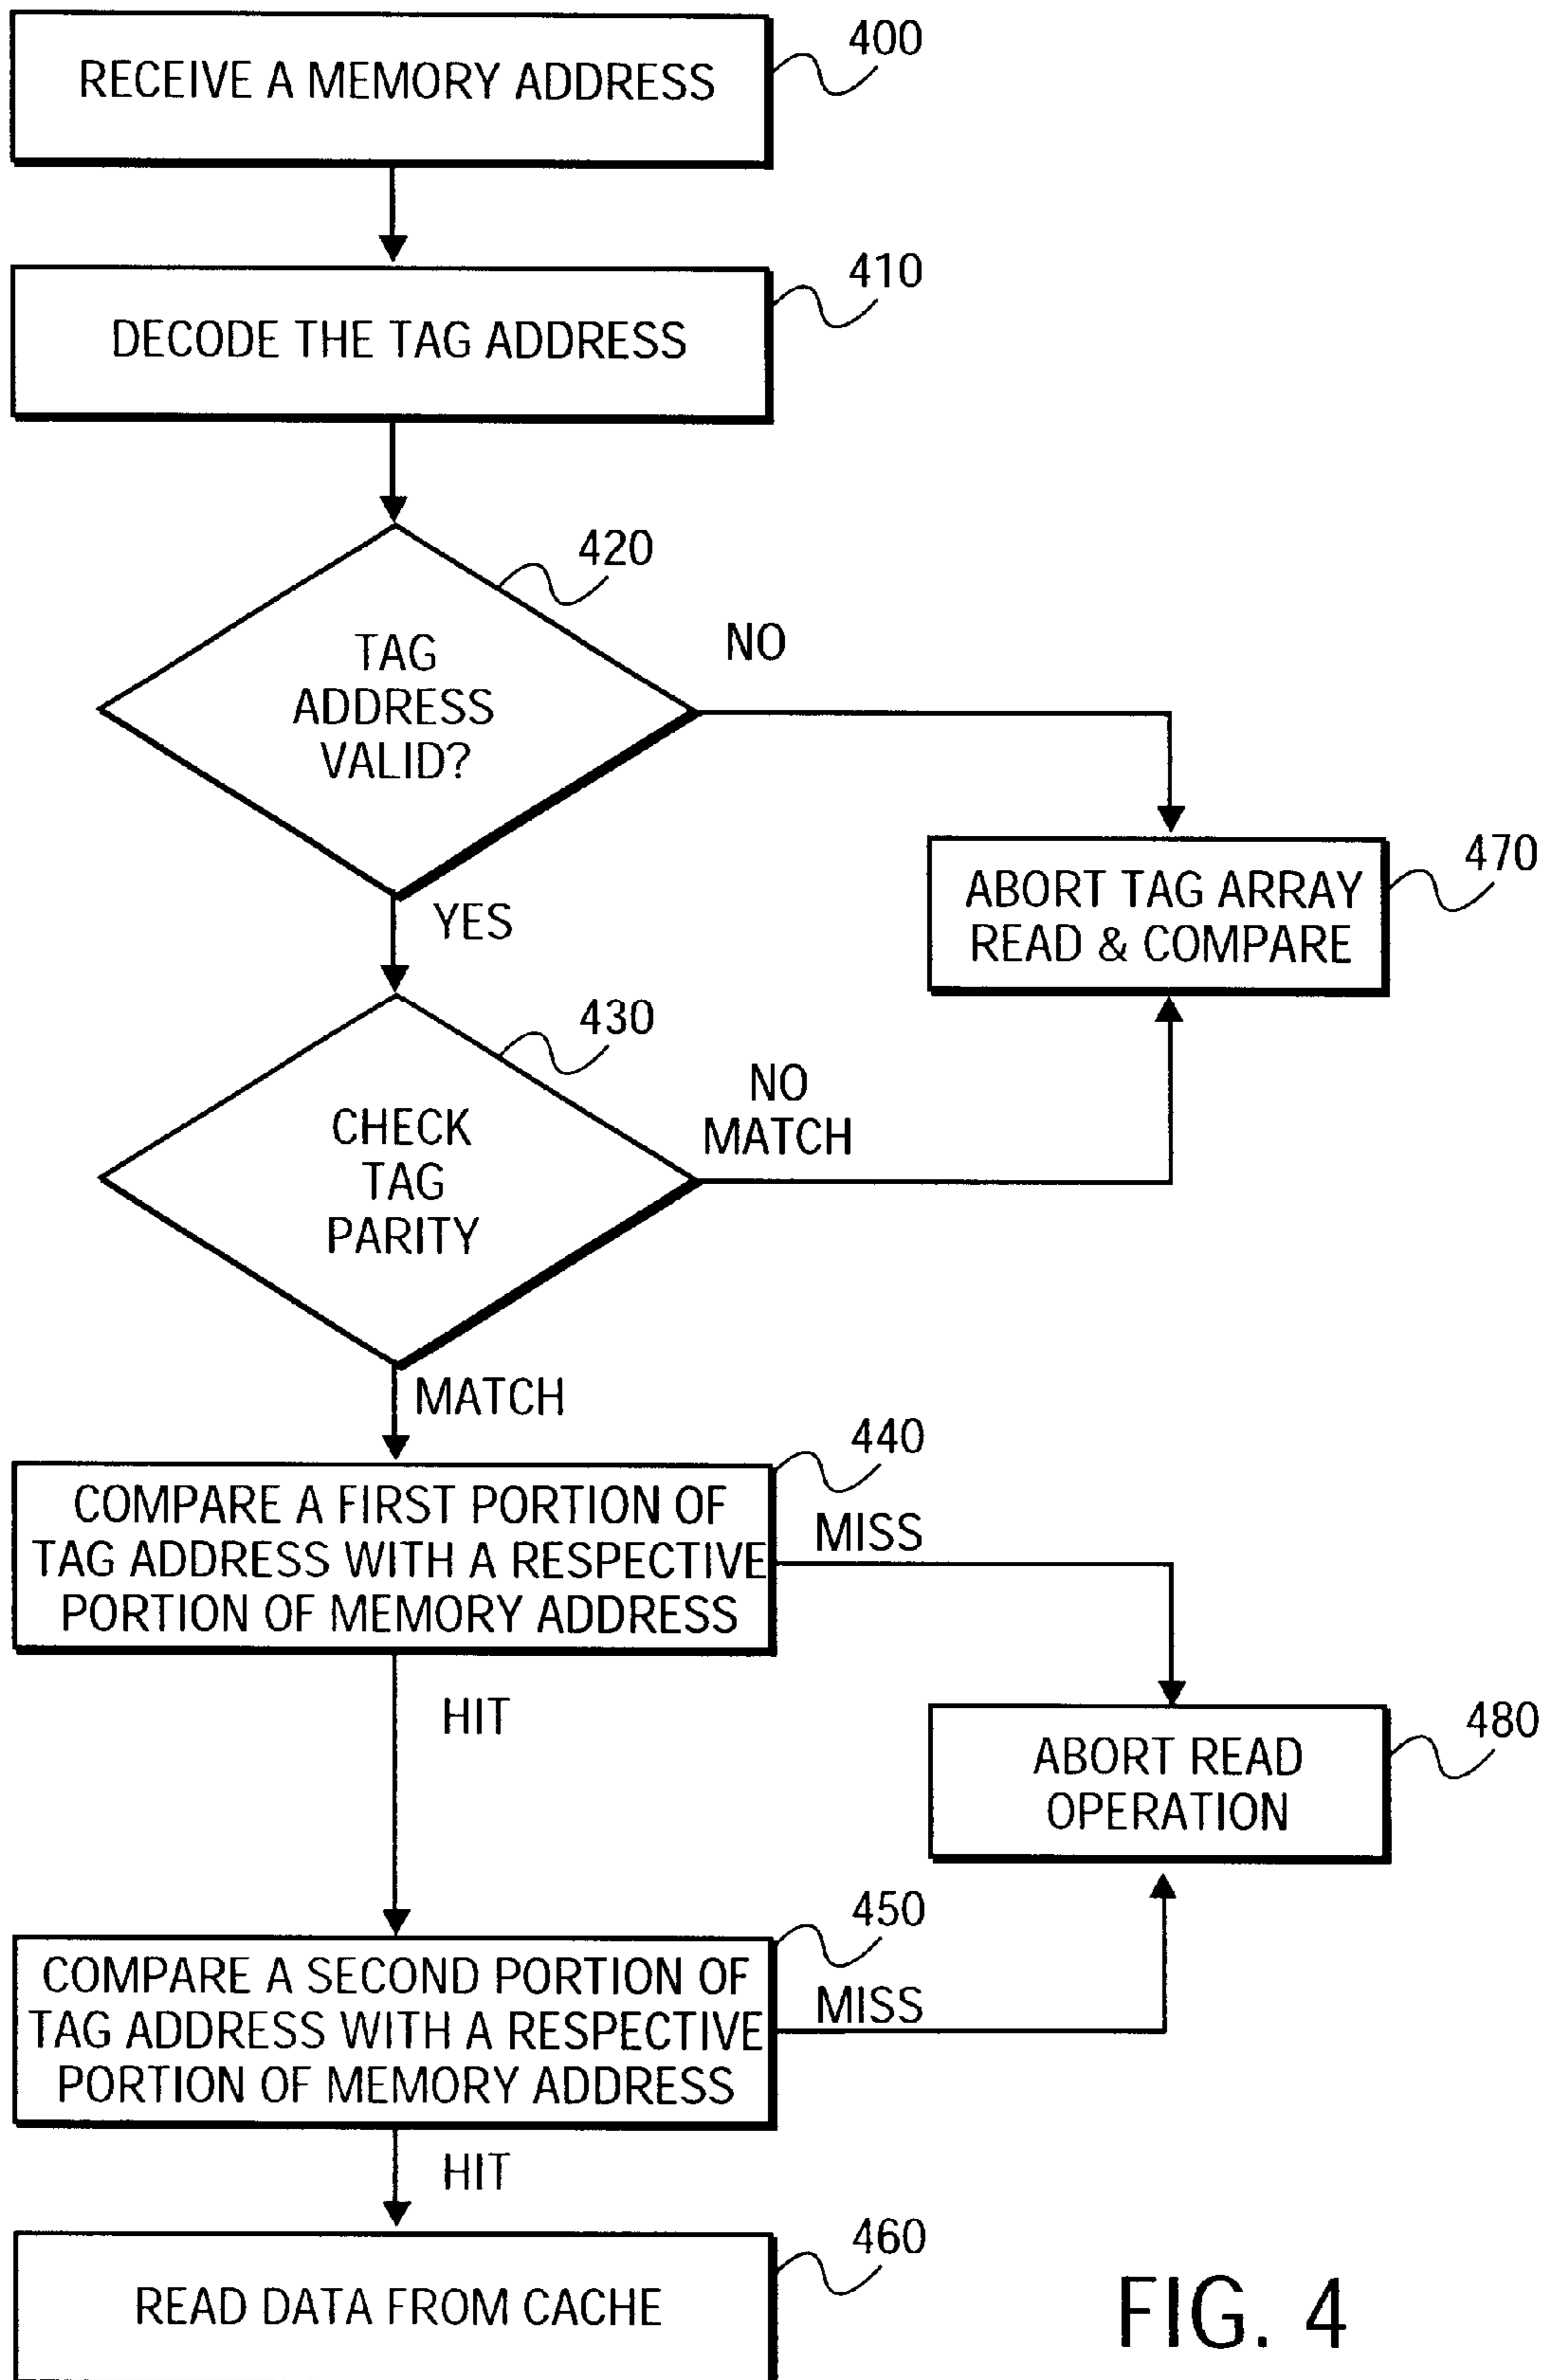 RECEIVE A MEMORY ADDRESS
400
DECODE THE TAG ADDRESS
410
420
TAG
ADDRESS
VALID?
NO
YES
ABORT TAG ARRAY
READ & COMPARE
470
430
CHECK
TAG
PARITY
NO
MATCH
MATCH
440
COMPARE A FIRST PORTION OF
TAG ADDRESS WITH A RESPECTIVE
PORTION OF MEMORY ADDRESS
MISS
HIT
ABORT READ
OPERATION
480
450
COMPARE A SECOND PORTION OF
TAG ADDRESS WITH A RESPECTIVE
PORTION OF MEMORY ADDRESS
MISS
HIT
460
READ DATA FROM CACHE
FIG. 4